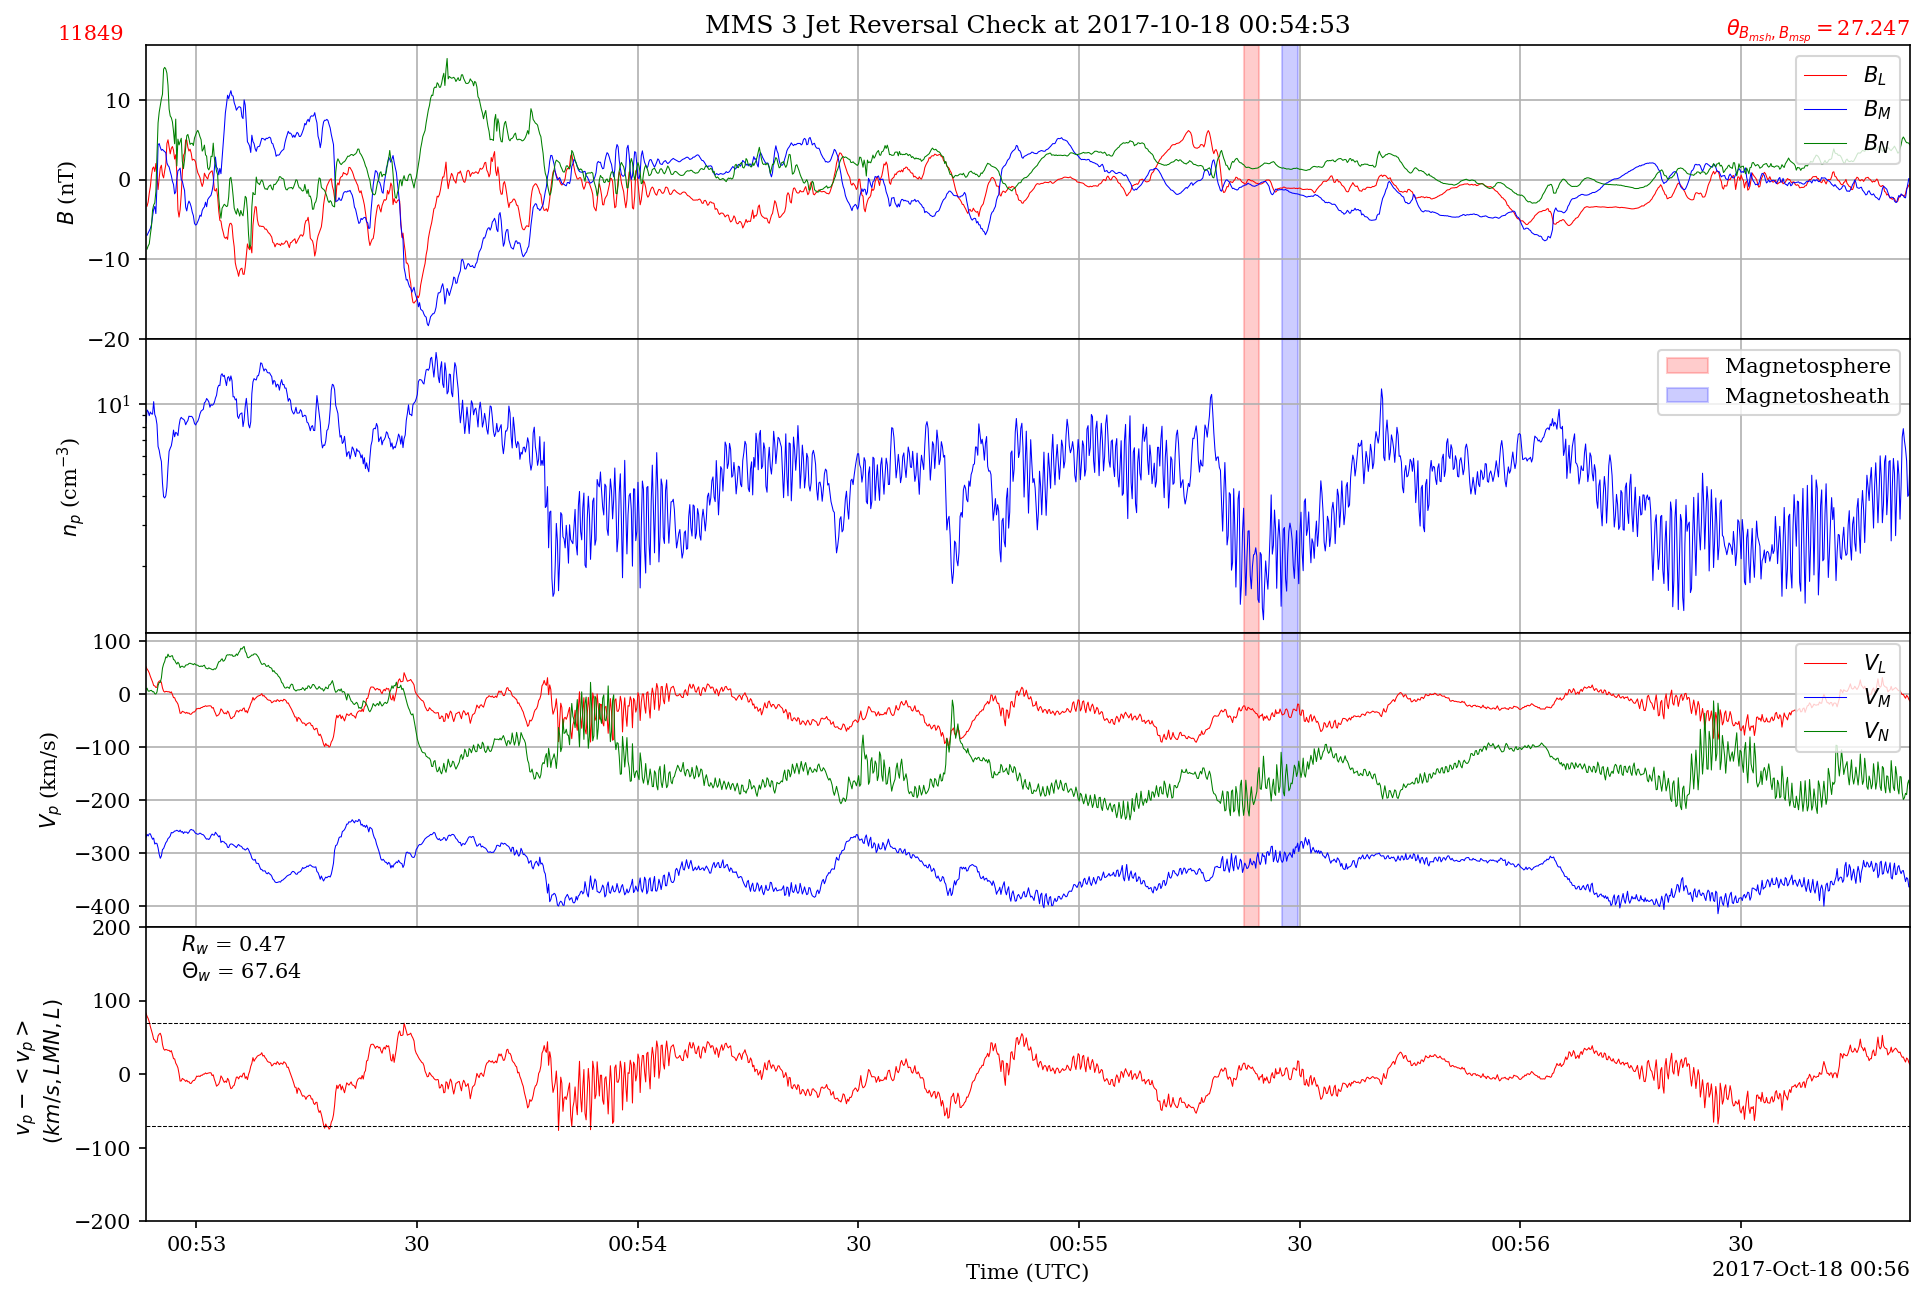 11849
MMS 3 Jet Reversal Check at 2017-10-18 00:54:53
θ_{B_{msh}, B_{msp}} = 27.247
10
0
−10
−20
B (nT)
B_L
B_M
B_N
10^1
n_p (cm^{−3})
Magnetosphere
Magnetosheath
100
0
−100
−200
−300
−400
V_p (km/s)
V_L
V_M
V_N
200
100
0
−100
−200
v_p − <v_p>
(km/s, LMN, L)
R_w = 0.47
Θ_w = 67.64
00:53
30
00:54
30
00:55
30
00:56
30
Time (UTC)
2017-Oct-18 00:56